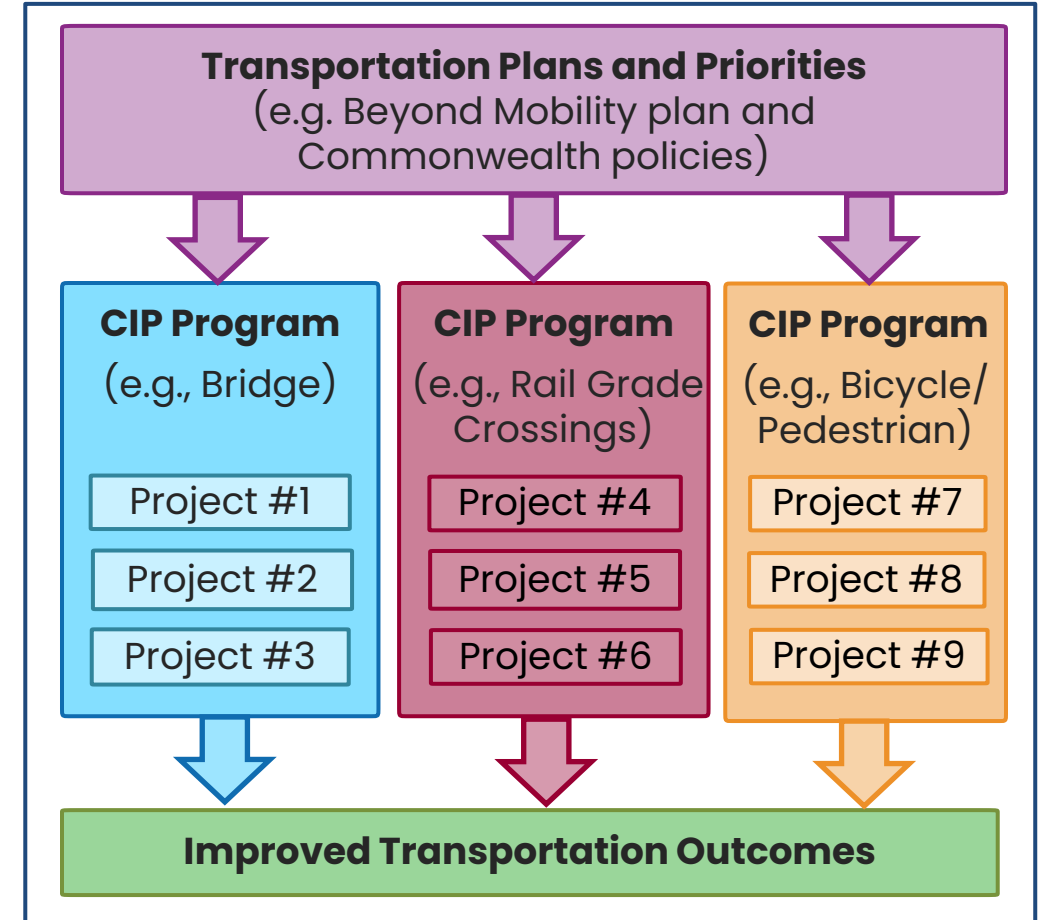 Transportation Plans and Priorities
(e.g. Beyond Mobility plan and
Commonwealth policies)
CIP Program
(e.g., Bridge)
Project #1
Project #2
Project #3
CIP Program
(e.g., Rail Grade
Crossings)
Project #4
Project #5
Project #6
CIP Program
(e.g., Bicycle/
Pedestrian)
Project #7
Project #8
Project #9
Improved Transportation Outcomes